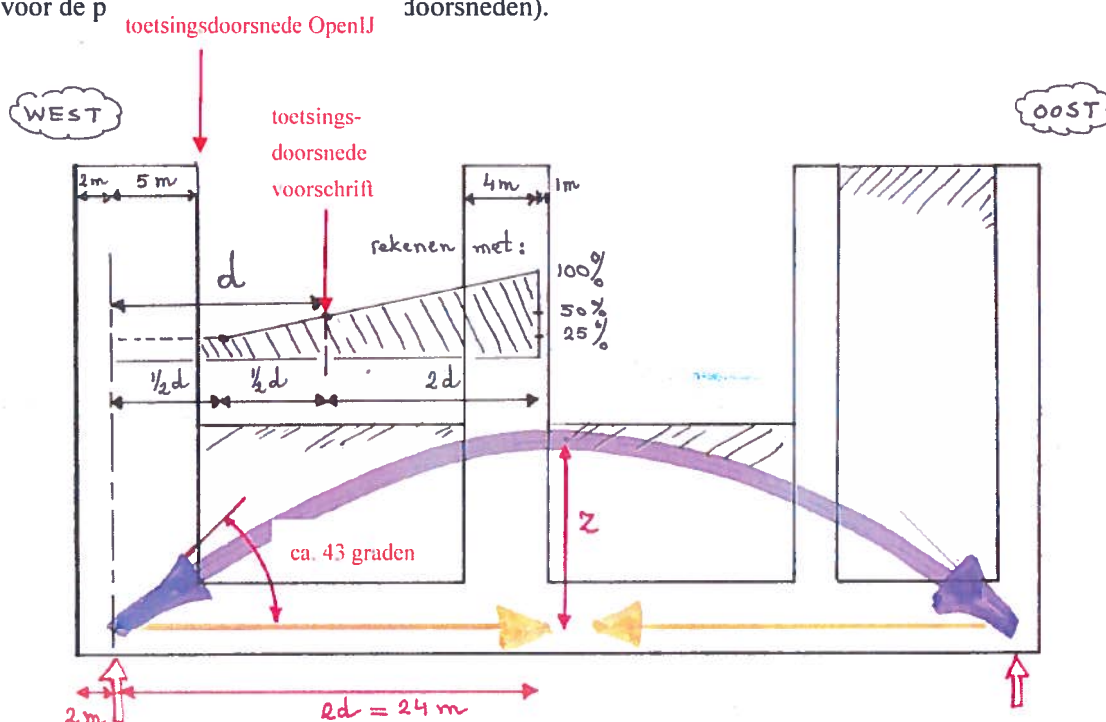 voor de p doorsneden).
toetsingsdoorsnede OpenIJ
WEST
toetsings-
doorsnede
voorschrift
OOST
2m 5m
4m 1m
rekenen met:
100%
50%
25%
d
½d ½d 2d
z
ca. 43 graden
2m
2d = 24 m